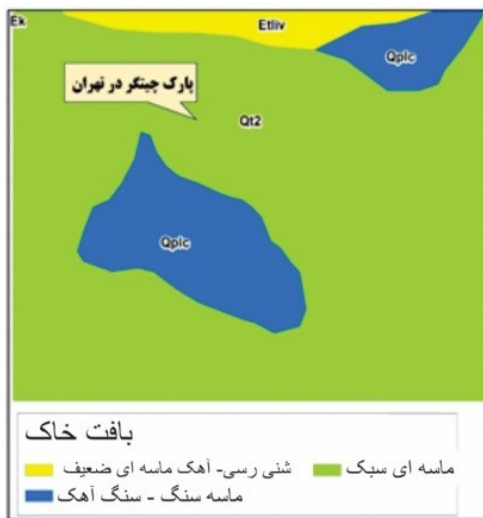 Ek
Etliv
Qplc
پارک چیتگر در تهران
Qt2
Qplc
بافت خاک
ماسه ای سبک
شنی رسی- آهک ماسه ای ضعیف
ماسه سنگ - سنگ آهک